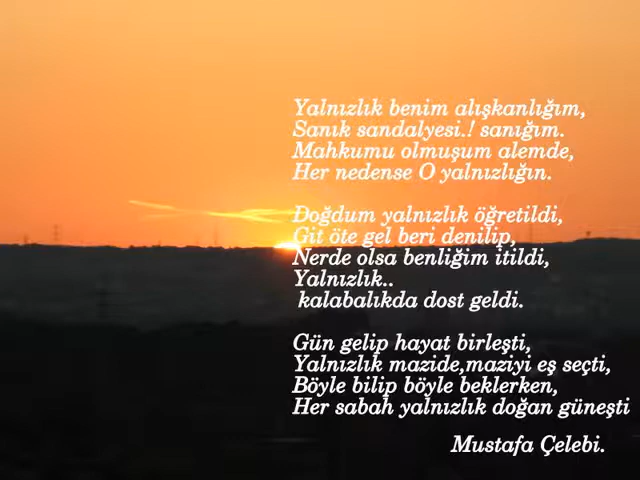 Yalnızlık benim alışkanlığım,
Sanık sandalyesi.! sanığım.
Mahkumu olmuşum alemde,
Her nedense O yalnızlığın.
Doğdum yalnızlık öğretildi,
Git öte gel beri denilip,
Nerde olsa benliğim itildi,
Yalnızlık..
kalabalıkda dost geldi.
Gün gelip hayat birleşti,
Yalnızlık mazide,maziyi eş seçti,
Böyle bilip böyle beklerken,
Her sabah yalnızlık doğan güneşti
Mustafa Çelebi.